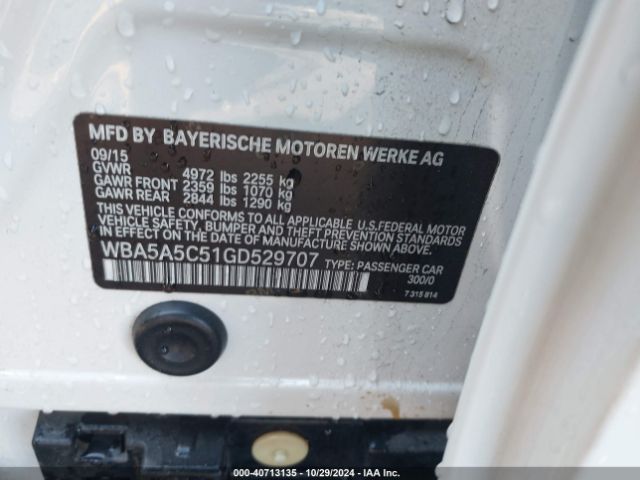 MFD BY BAYERISCHE MOTOREN WERKE AG
09/15
GVWR 4972 lbs 2255 kg
GAWR FRONT 2359 lbs 1070 kg
GAWR REAR 2844 lbs 1290 kg
THIS VEHICLE CONFORMS TO ALL APPLICABLE U.S.FEDERAL MOTOR
VEHICLE SAFETY, BUMPER AND THEFT PREVENTION STANDARDS
IN EFFECT ON THE DATE OF MANUFACTURE SHOWN ABOVE.
WBA5A5C51GD529707 TYPE: PASSENGER CAR
300/0
7 315 814
000-40713135 - 10/29/2024 - IAA Inc.